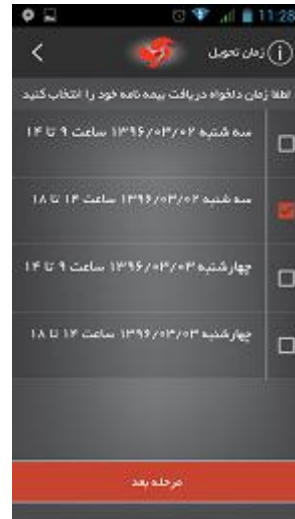 11:28
زمان تحویل
لطفا زمان دلخواه دریافت بیمه نامه خود را انتخاب کنید
سه شنبه ۱۳۹۶/۰۳/۰۲ ساعت ۹ تا ۱۴
سه شنبه ۱۳۹۶/۰۳/۰۲ ساعت ۱۴ تا ۱۸
چهارشنبه ۱۳۹۶/۰۳/۰۳ ساعت ۹ تا ۱۴
چهارشنبه ۱۳۹۶/۰۳/۰۳ ساعت ۱۴ تا ۱۸
مرحله بعد